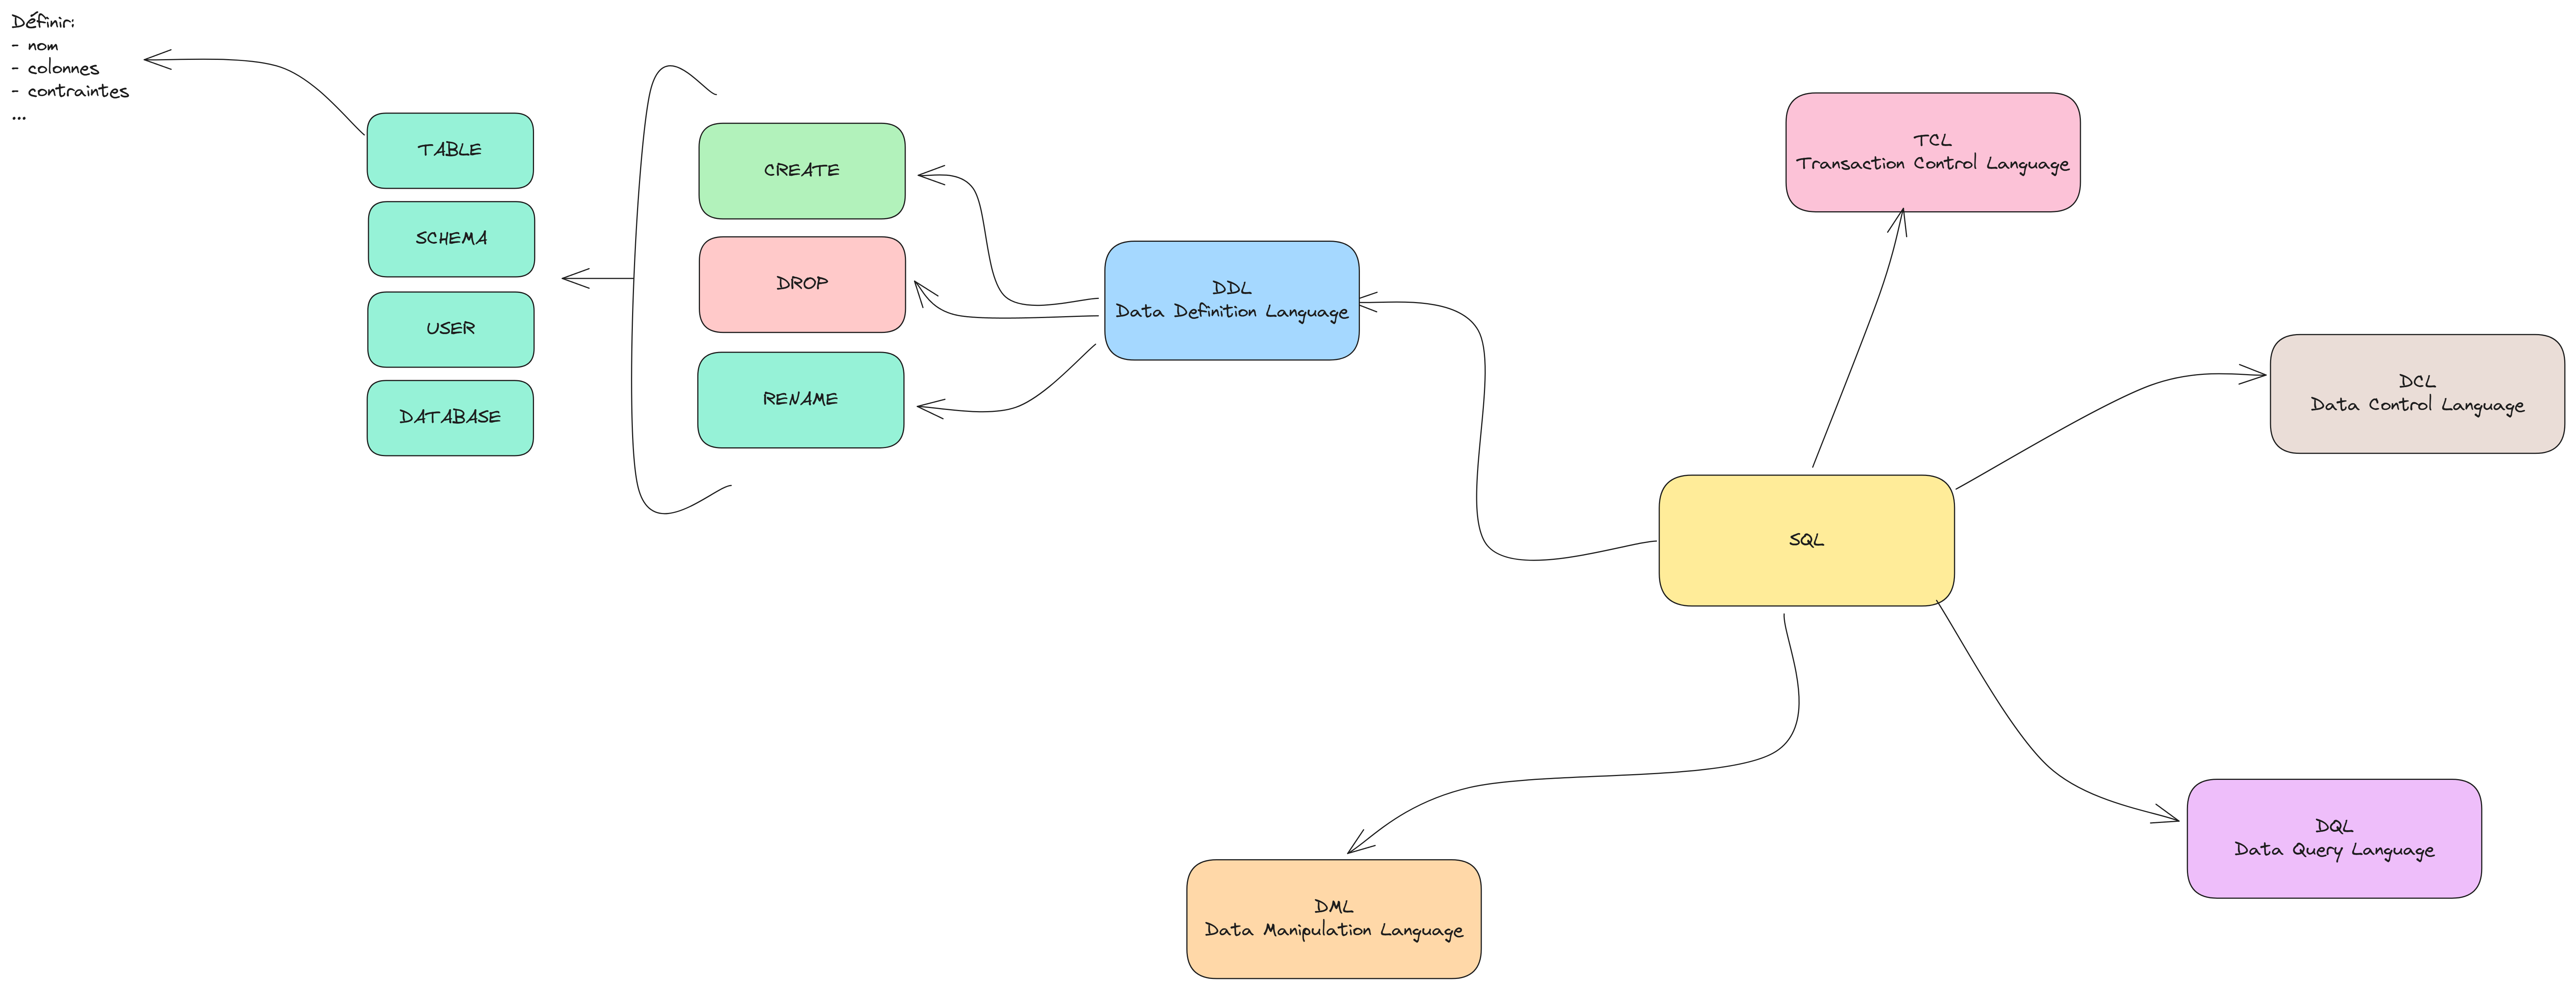 Définir:
- nom
- colonnes
- contraintes
...
TABLE
SCHEMA
USER
DATABASE
CREATE
DROP
RENAME
DDL
Data Definition Language
TCL
Transaction Control Language
DCL
Data Control Language
SQL
DQL
Data Query Language
DML
Data Manipulation Language